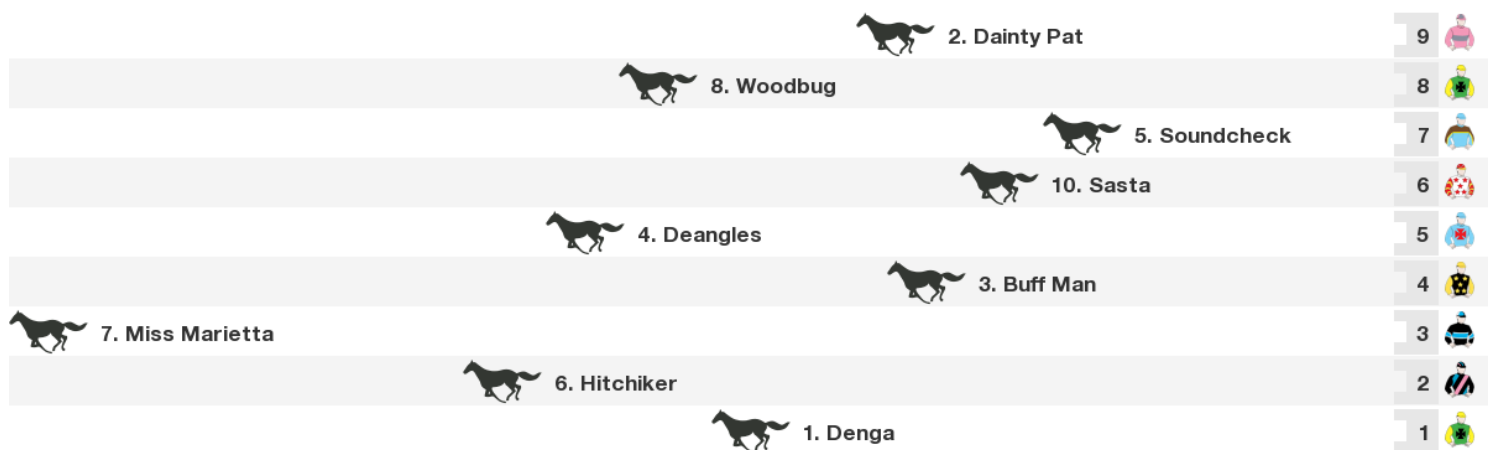 2. Dainty Pat 9
8. Woodbug 8
5. Soundcheck 7
10. Sasta 6
4. Deangles 5
3. Buff Man 4
7. Miss Marietta 3
6. Hitchiker 2
1. Denga 1